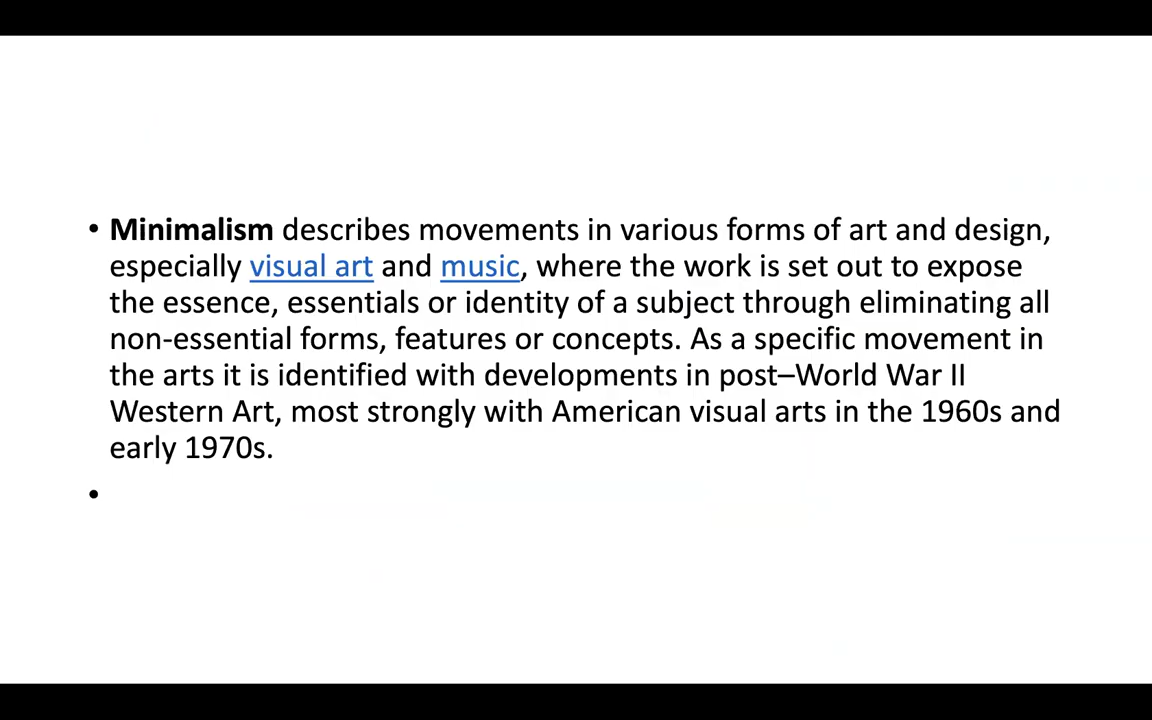 • Minimalism describes movements in various forms of art and design,
especially visual art and music, where the work is set out to expose
the essence, essentials or identity of a subject through eliminating all
non-essential forms, features or concepts. As a specific movement in
the arts it is identified with developments in post–World War II
Western Art, most strongly with American visual arts in the 1960s and
early 1970s.
•